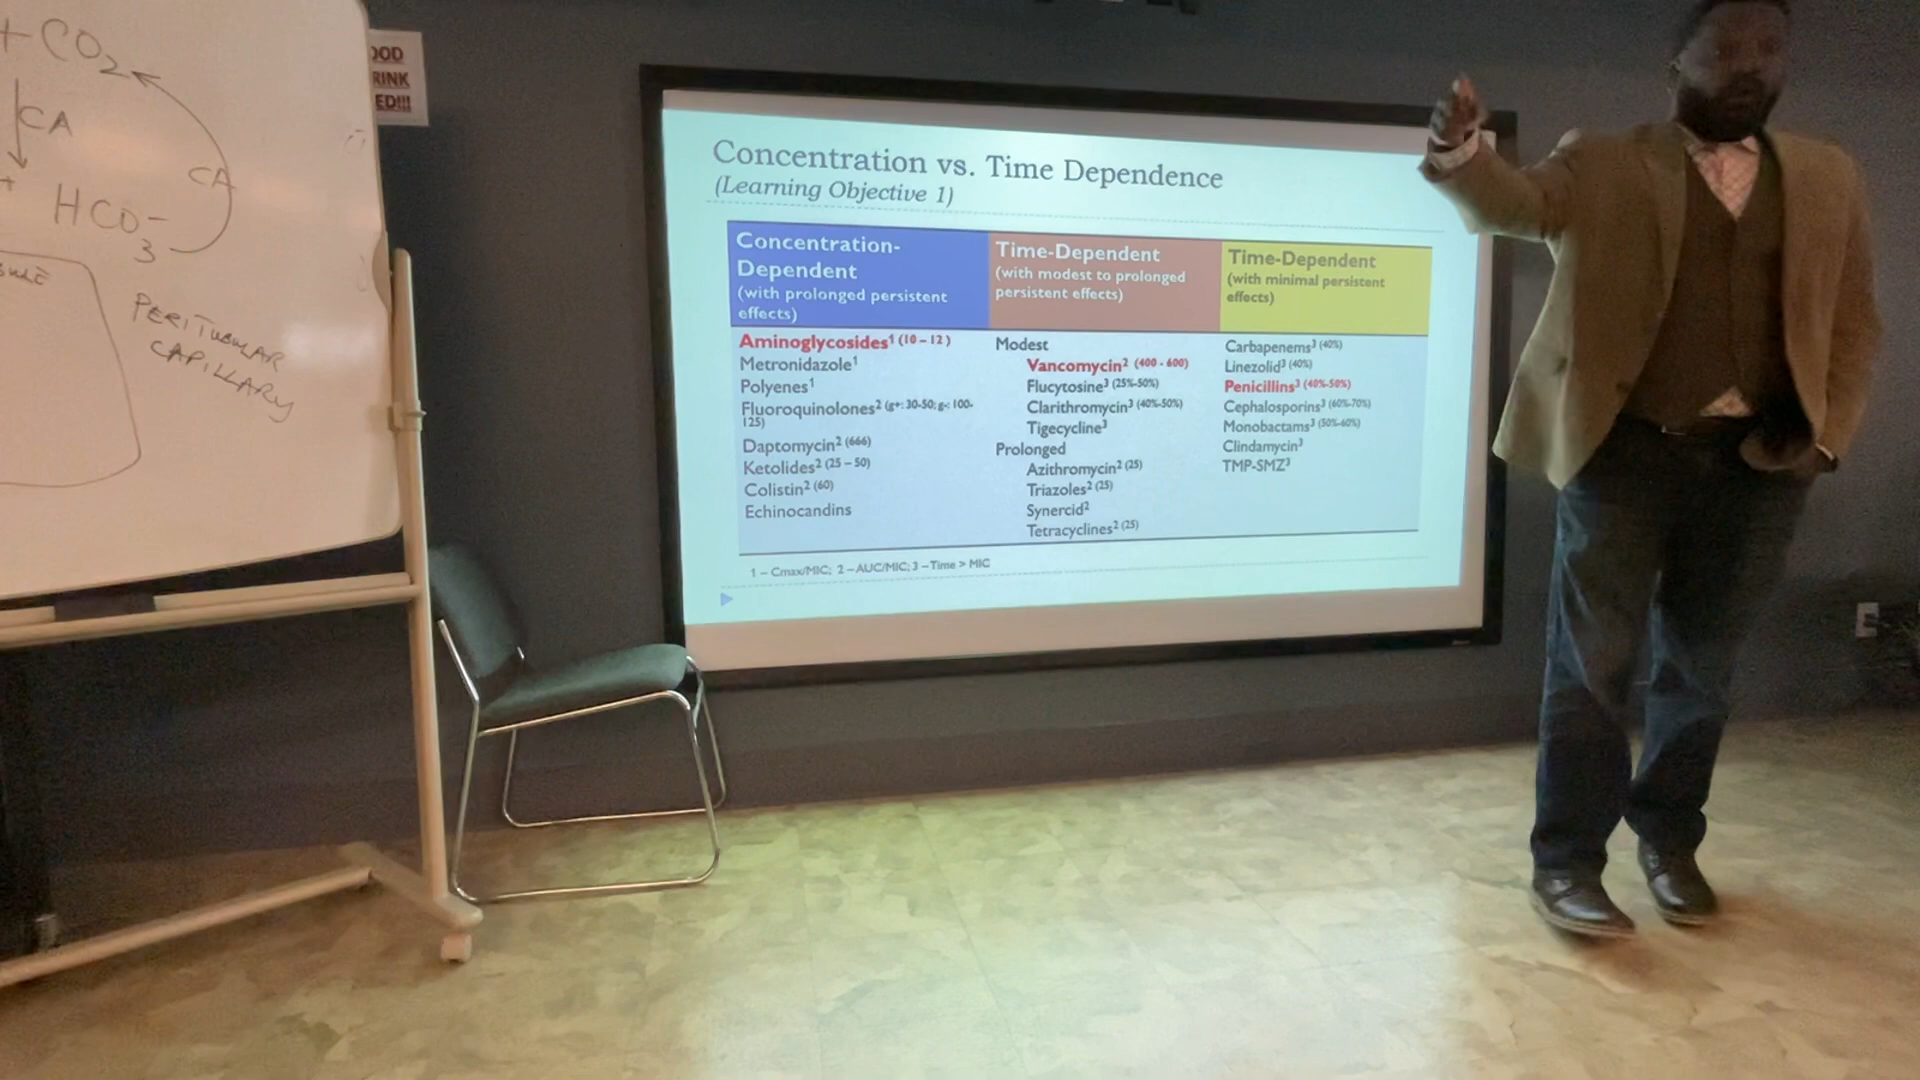 + CO2
CA
CA
+ HCO3-
PERITUBULAR
CAPILLARY
OOD
RINK
ED!!!
Concentration vs. Time Dependence
(Learning Objective 1)
Concentration-
Dependent
(with prolonged persistent
effects)
Aminoglycosides¹ (10 – 12)
Metronidazole¹
Polyenes¹
Fluoroquinolones² (g+: 30-50; g-: 100-
125)
Daptomycin² (666)
Ketolides² (25 – 50)
Colistin² (60)
Echinocandins
Time-Dependent
(with modest to prolonged
persistent effects)
Modest
Vancomycin² (400 - 600)
Flucytosine³ (25%-50%)
Clarithromycin³ (40%-50%)
Tigecycline³
Prolonged
Azithromycin² (25)
Triazoles² (25)
Synercid²
Tetracyclines² (25)
Time-Dependent
(with minimal persistent
effects)
Carbapenems³ (40%)
Linezolid³ (40%)
Penicillins³ (40%-50%)
Cephalosporins³ (60%-70%)
Monobactams³ (50%-60%)
Clindamycin³
TMP-SMZ³
1 – Cmax/MIC; 2 – AUC/MIC; 3 – Time > MIC